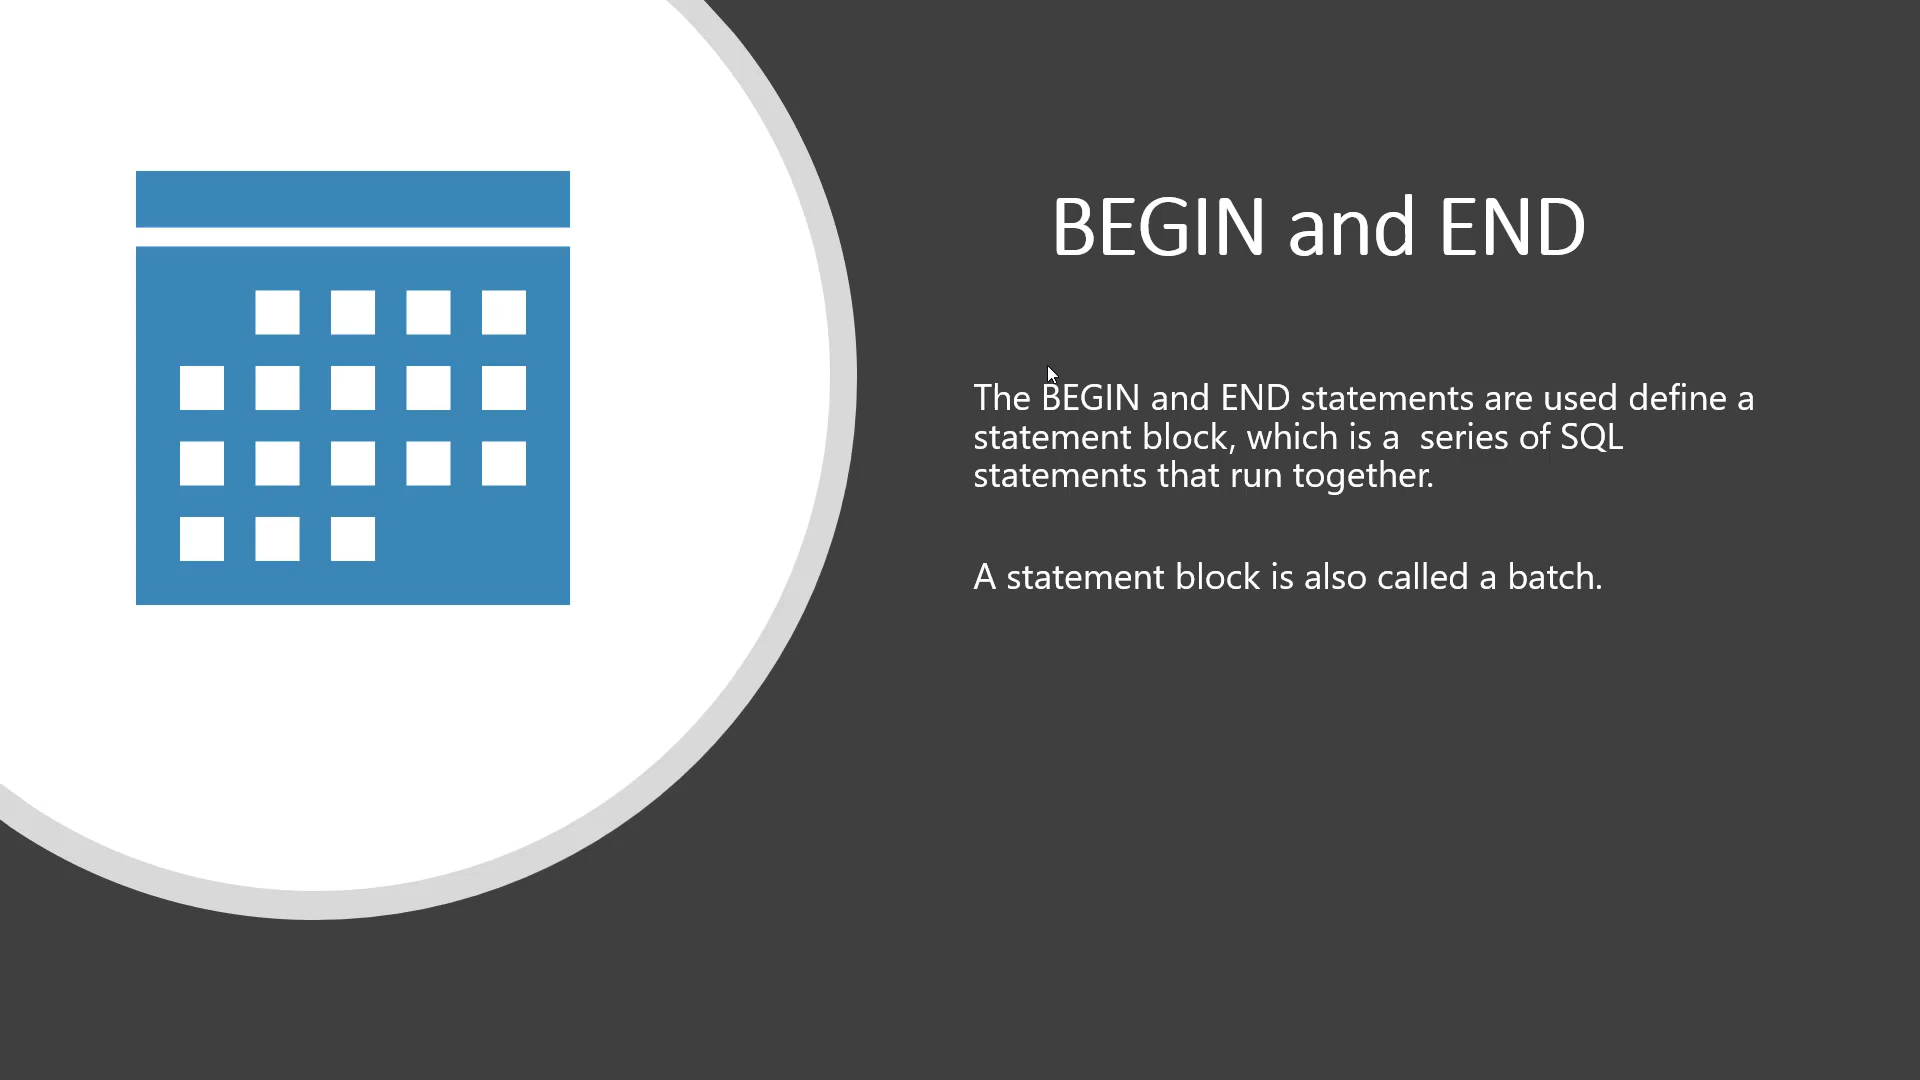 BEGIN and END
The BEGIN and END statements are used define a
statement block, which is a  series of SQL
statements that run together.
A statement block is also called a batch.